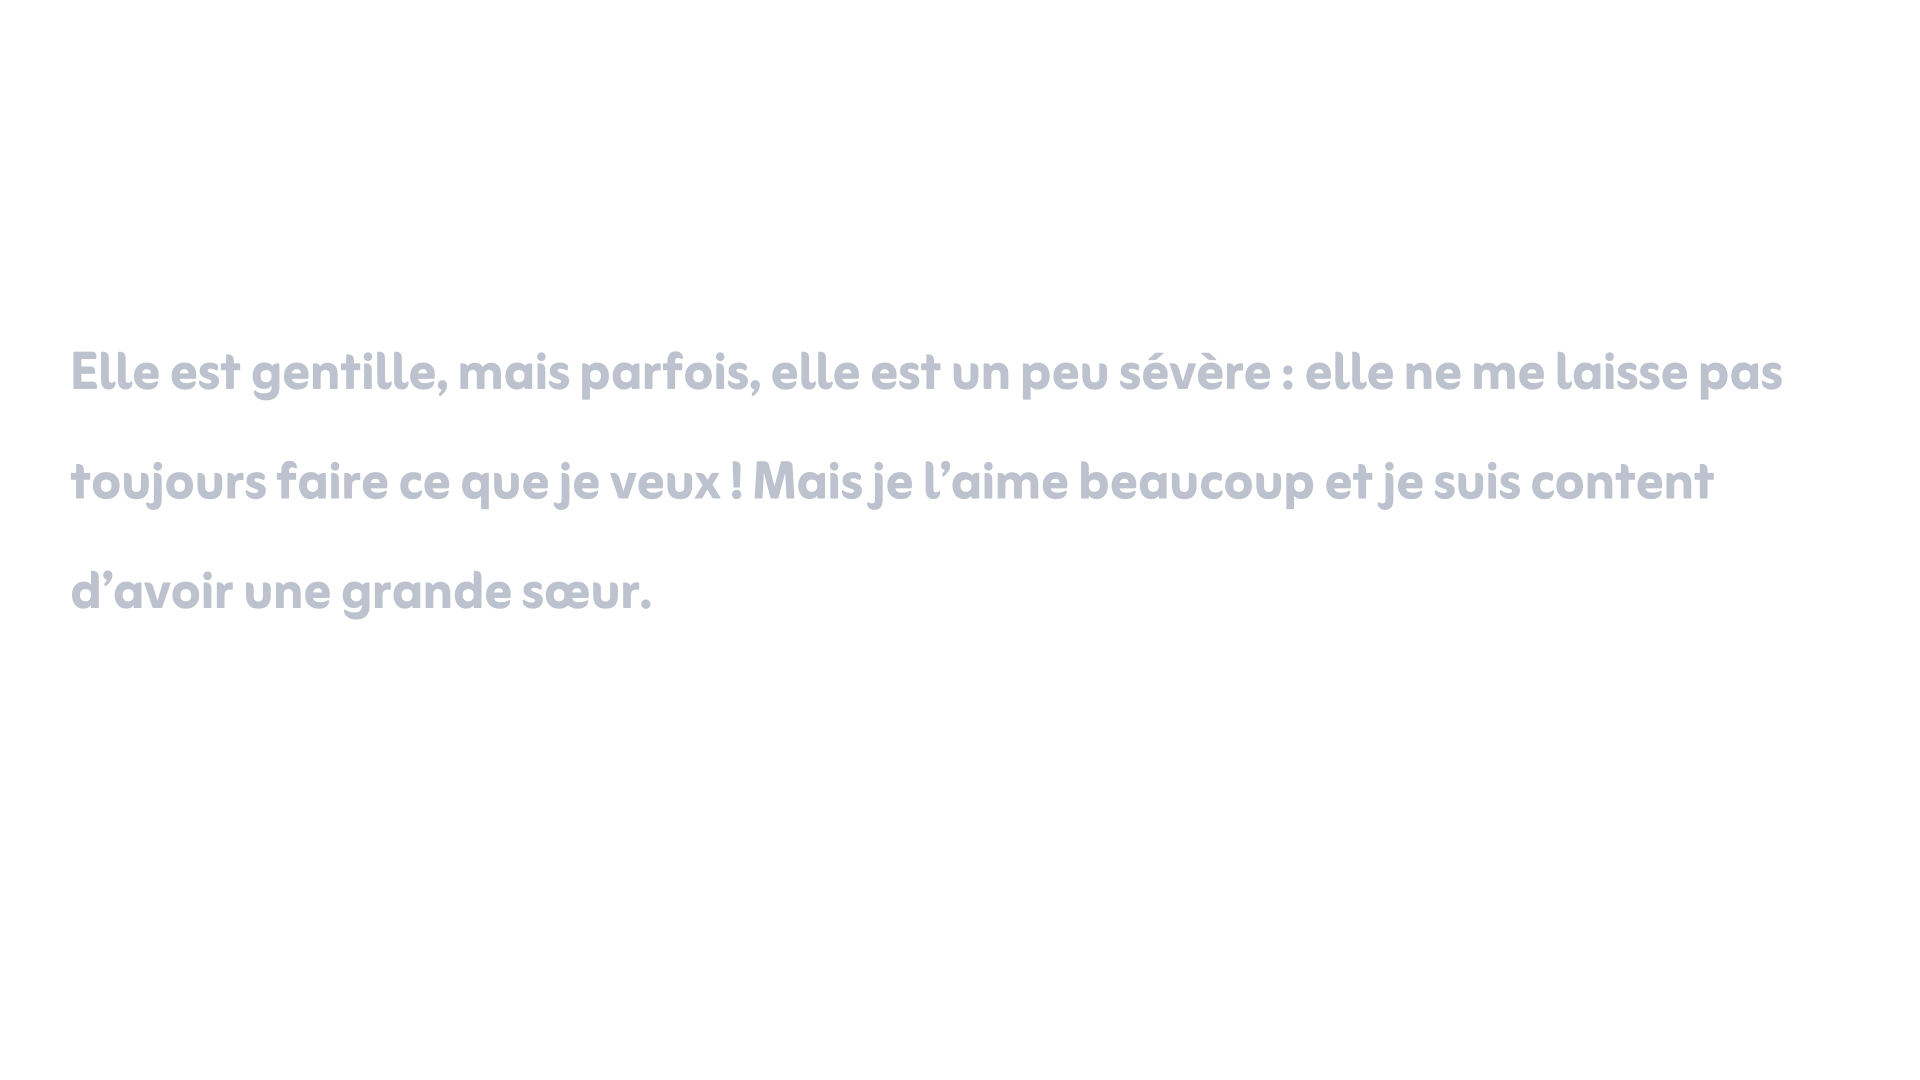 Elle est gentille, mais parfois, elle est un peu sévère : elle ne me laisse pas
toujours faire ce que je veux ! Mais je l’aime beaucoup et je suis content
d’avoir une grande sœur.